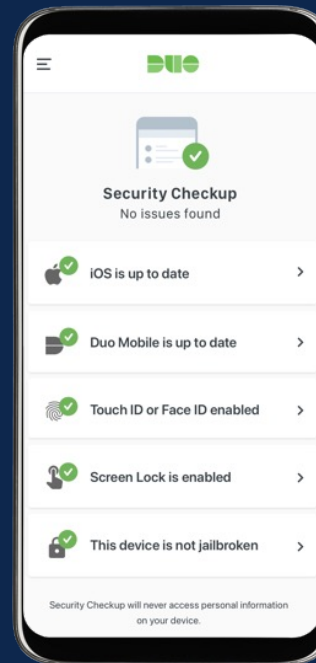 DUO
Security Checkup
No issues found
iOS is up to date
Duo Mobile is up to date
Touch ID or Face ID enabled
Screen Lock is enabled
This device is not jailbroken
Security Checkup will never access personal information
on your device.